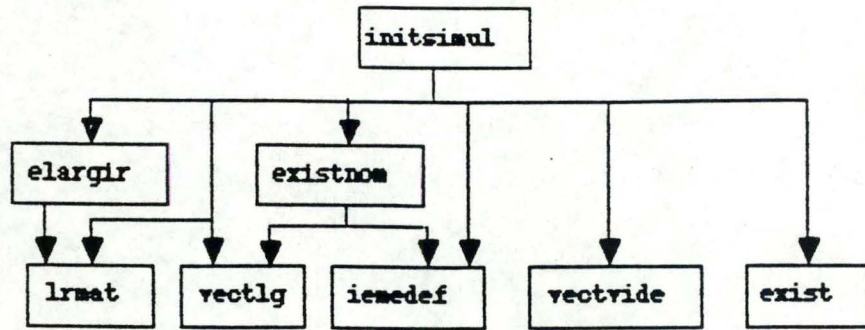 initsimul
elargir existnom
lrmat vectlg iemedef vectvide exist